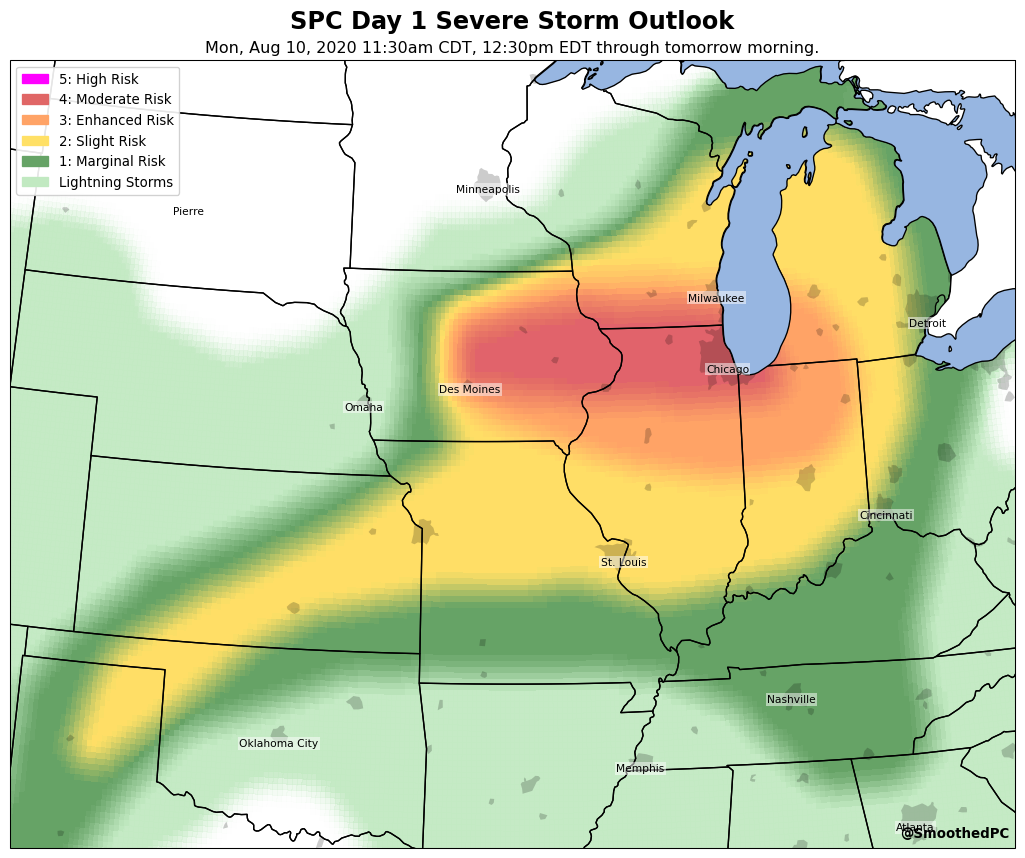 SPC Day 1 Severe Storm Outlook
Mon, Aug 10, 2020 11:30am CDT, 12:30pm EDT through tomorrow morning.
5: High Risk
4: Moderate Risk
3: Enhanced Risk
2: Slight Risk
1: Marginal Risk
Lightning Storms
Minneapolis
Pierre
Milwaukee
Detroit
Chicago
Des Moines
Omaha
Cincinnati
St. Louis
Nashville
Oklahoma City
Memphis
Atlanta
@SmoothedPC